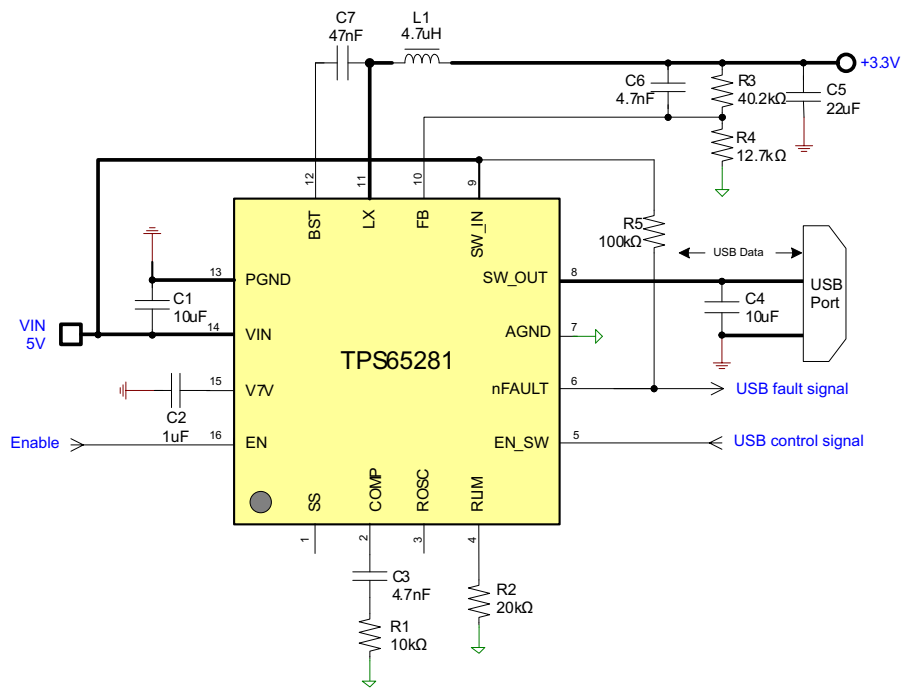 C7
47nF
L1
4.7uH
+3.3V
C6
4.7nF
R3
40.2kΩ
C5
22uF
R4
12.7kΩ
12
11
10
9
BST
LX
FB
SW_IN
R5
100kΩ
USB Data
13
PGND
SW_OUT
8
USB
Port
C1
10uF
C4
10uF
VIN
5V
14
VIN
AGND
7
TPS65281
15
V7V
nFAULT
6
USB fault signal
C2
1uF
Enable
16
EN
EN_SW
5
USB control signal
SS
COMP
ROSC
RLIM
1
2
3
4
C3
4.7nF
R2
20kΩ
R1
10kΩ